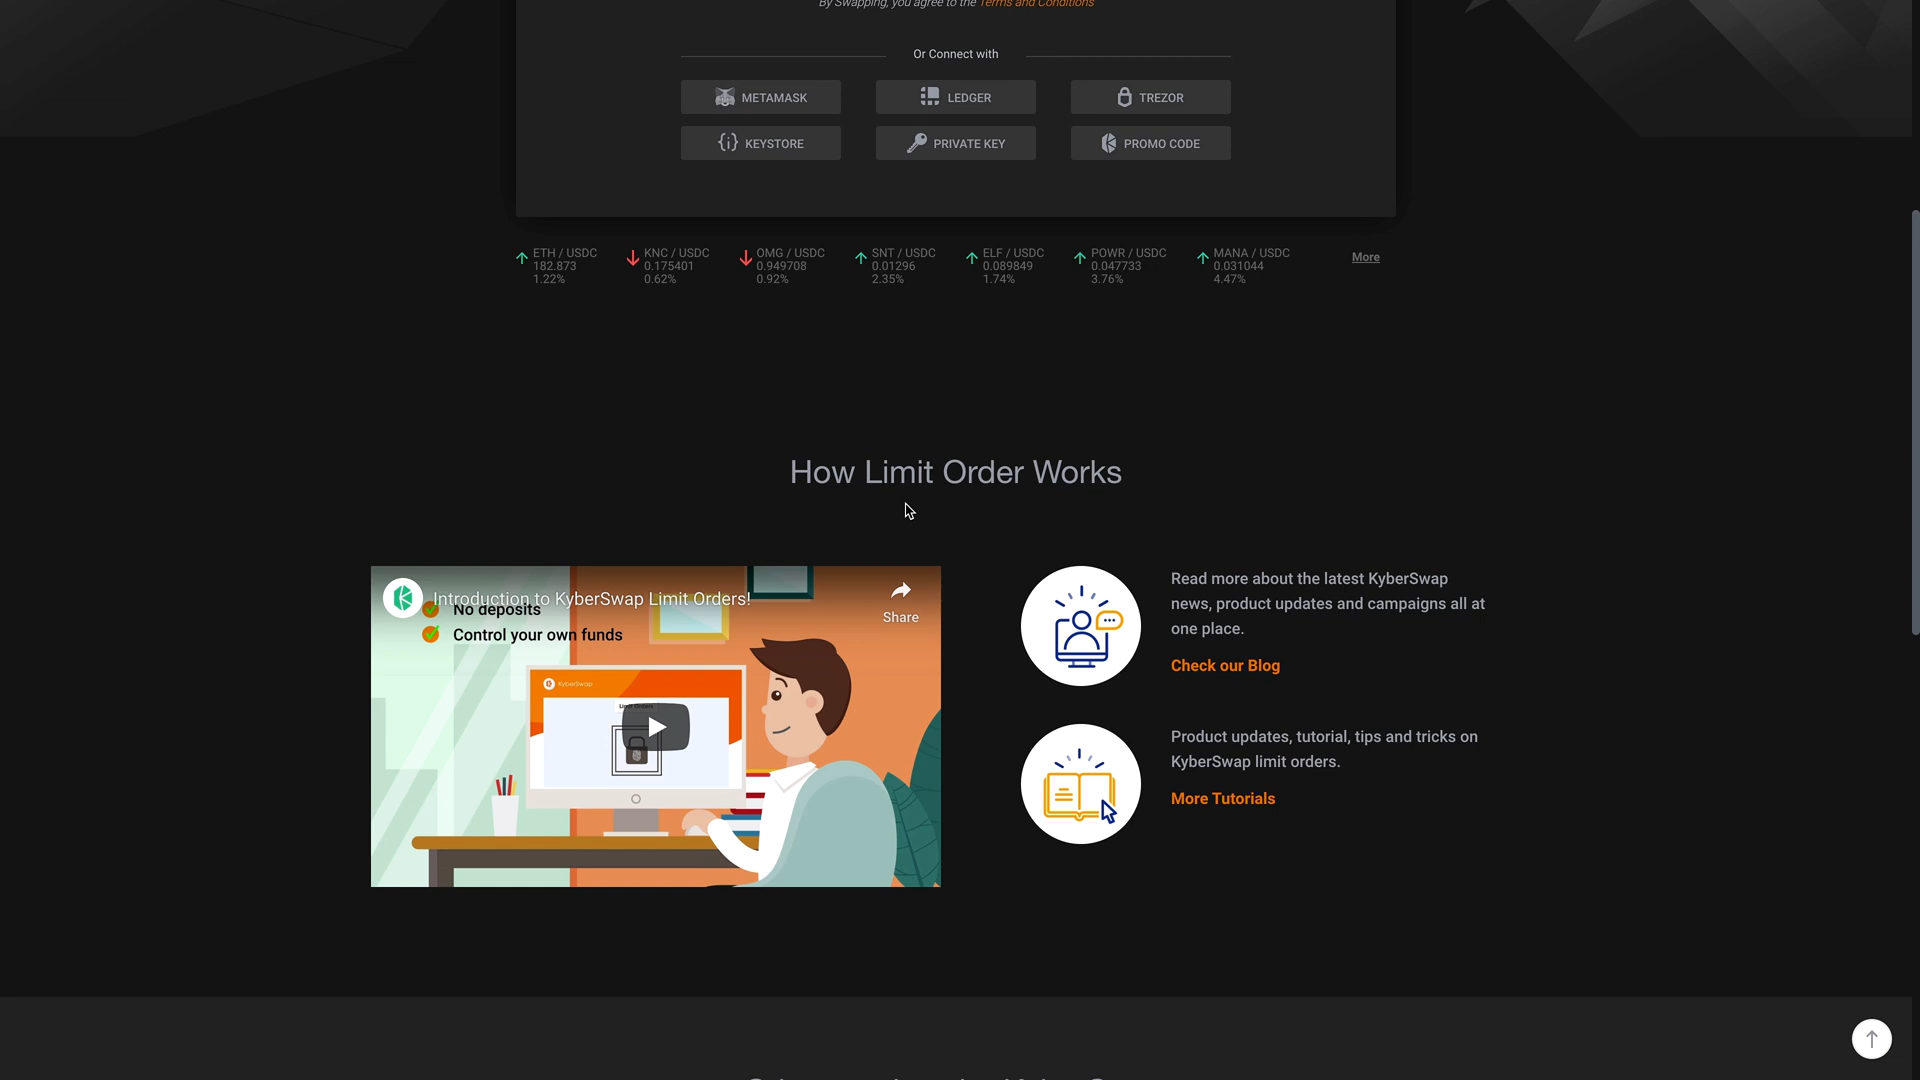 By Swapping, you agree to the Terms and Conditions
Or Connect with
METAMASK
LEDGER
TREZOR
KEYSTORE
PRIVATE KEY
PROMO CODE
ETH / USDC
182.873
1.22%
KNC / USDC
0.175401
0.62%
OMG / USDC
0.949708
0.92%
SNT / USDC
0.01296
2.35%
ELF / USDC
0.089849
1.74%
POWR / USDC
0.047733
3.76%
MANA / USDC
0.031044
4.47%
More
How Limit Order Works
Introduction to KyberSwap Limit Orders!
Share
No deposits
Control your own funds
KyberSwap
Limit Orders
Read more about the latest KyberSwap
news, product updates and campaigns all at
one place.
Check our Blog
Product updates, tutorial, tips and tricks on
KyberSwap limit orders.
More Tutorials